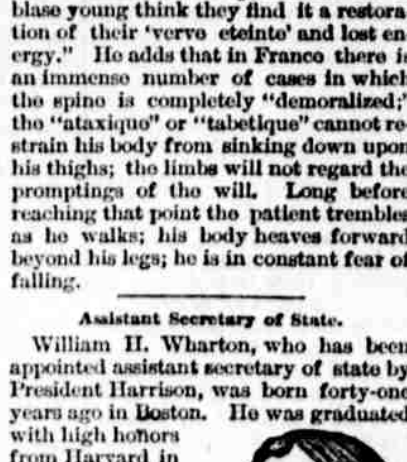 blase young think they find it a restora
tion of their 'verve eteinte' and lost en
ergy." He adds that in France there is
an immense number of cases in which
the spine is completely "demoralized;"
the "ataxique" or "tabetique" cannot re
strain his body from sinking down upon
his thighs; the limbs will not regard the
promptings of the will. Long before
reaching that point the patient trembles
as he walks; his body heaves forward
beyond his legs; he is in constant fear of
falling.
Assistant Secretary of State.
William H. Wharton, who has been
appointed assistant secretary of state by
President Harrison, was born forty-one
years ago in Boston. He was graduated
with high honors
from Harvard in